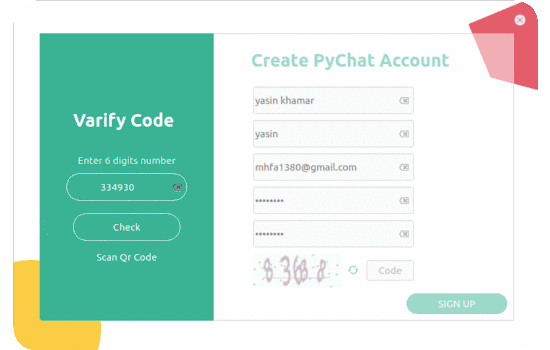 Varify Code
Enter 6 digits number
334930
Check
Scan Qr Code
Create PyChat Account
yasin khamar
yasin
mhfa1380@gmail.com
••••••••
••••••••
Code
SIGN UP